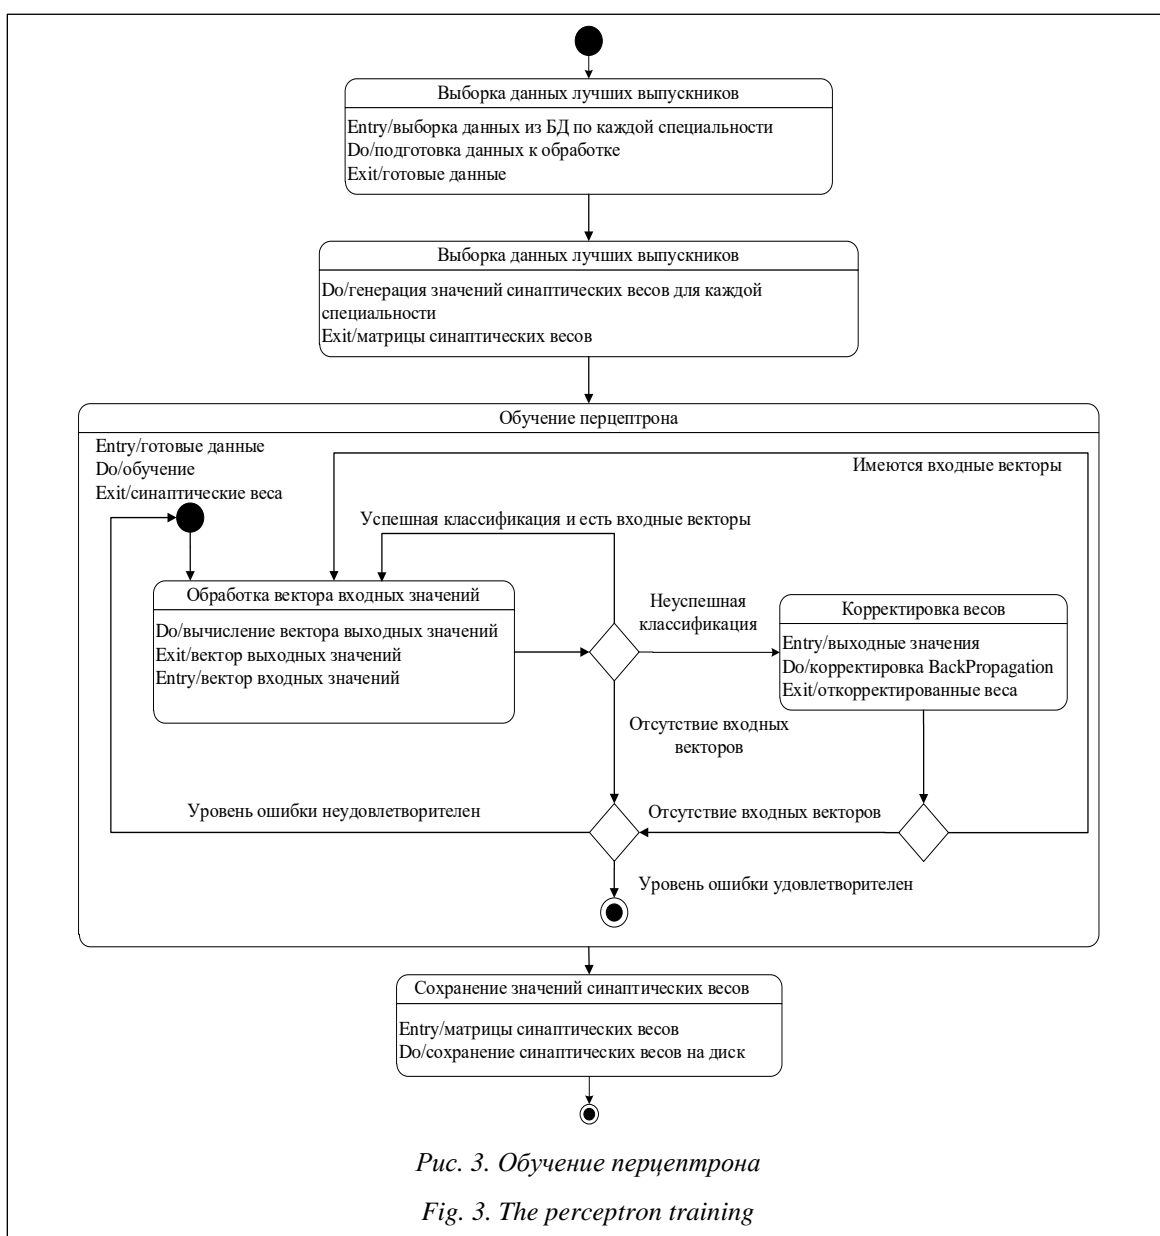 Выборка данных лучших выпускников
Entry/выборка данных из БД по каждой специальности
Do/подготовка данных к обработке
Exit/готовые данные
Выборка данных лучших выпускников
Do/генерация значений синаптических весов для каждой
специальности
Exit/матрицы синаптических весов
Обучение перцептрона
Entry/готовые данные
Do/обучение
Exit/синаптические веса
Имеются входные векторы
Успешная классификация и есть входные векторы
Обработка вектора входных значений
Do/вычисление вектора выходных значений
Exit/вектор выходных значений
Entry/вектор входных значений
Неуспешная
классификация
Корректировка весов
Entry/выходные значения
Do/корректировка BackPropagation
Exit/откорректированные веса
Отсутствие входных
векторов
Уровень ошибки неудовлетворителен
Отсутствие входных векторов
Уровень ошибки удовлетворителен
Сохранение значений синаптических весов
Entry/матрицы синаптических весов
Do/сохранение синаптических весов на диск
Рис. 3. Обучение перцептрона
Fig. 3. The perceptron training